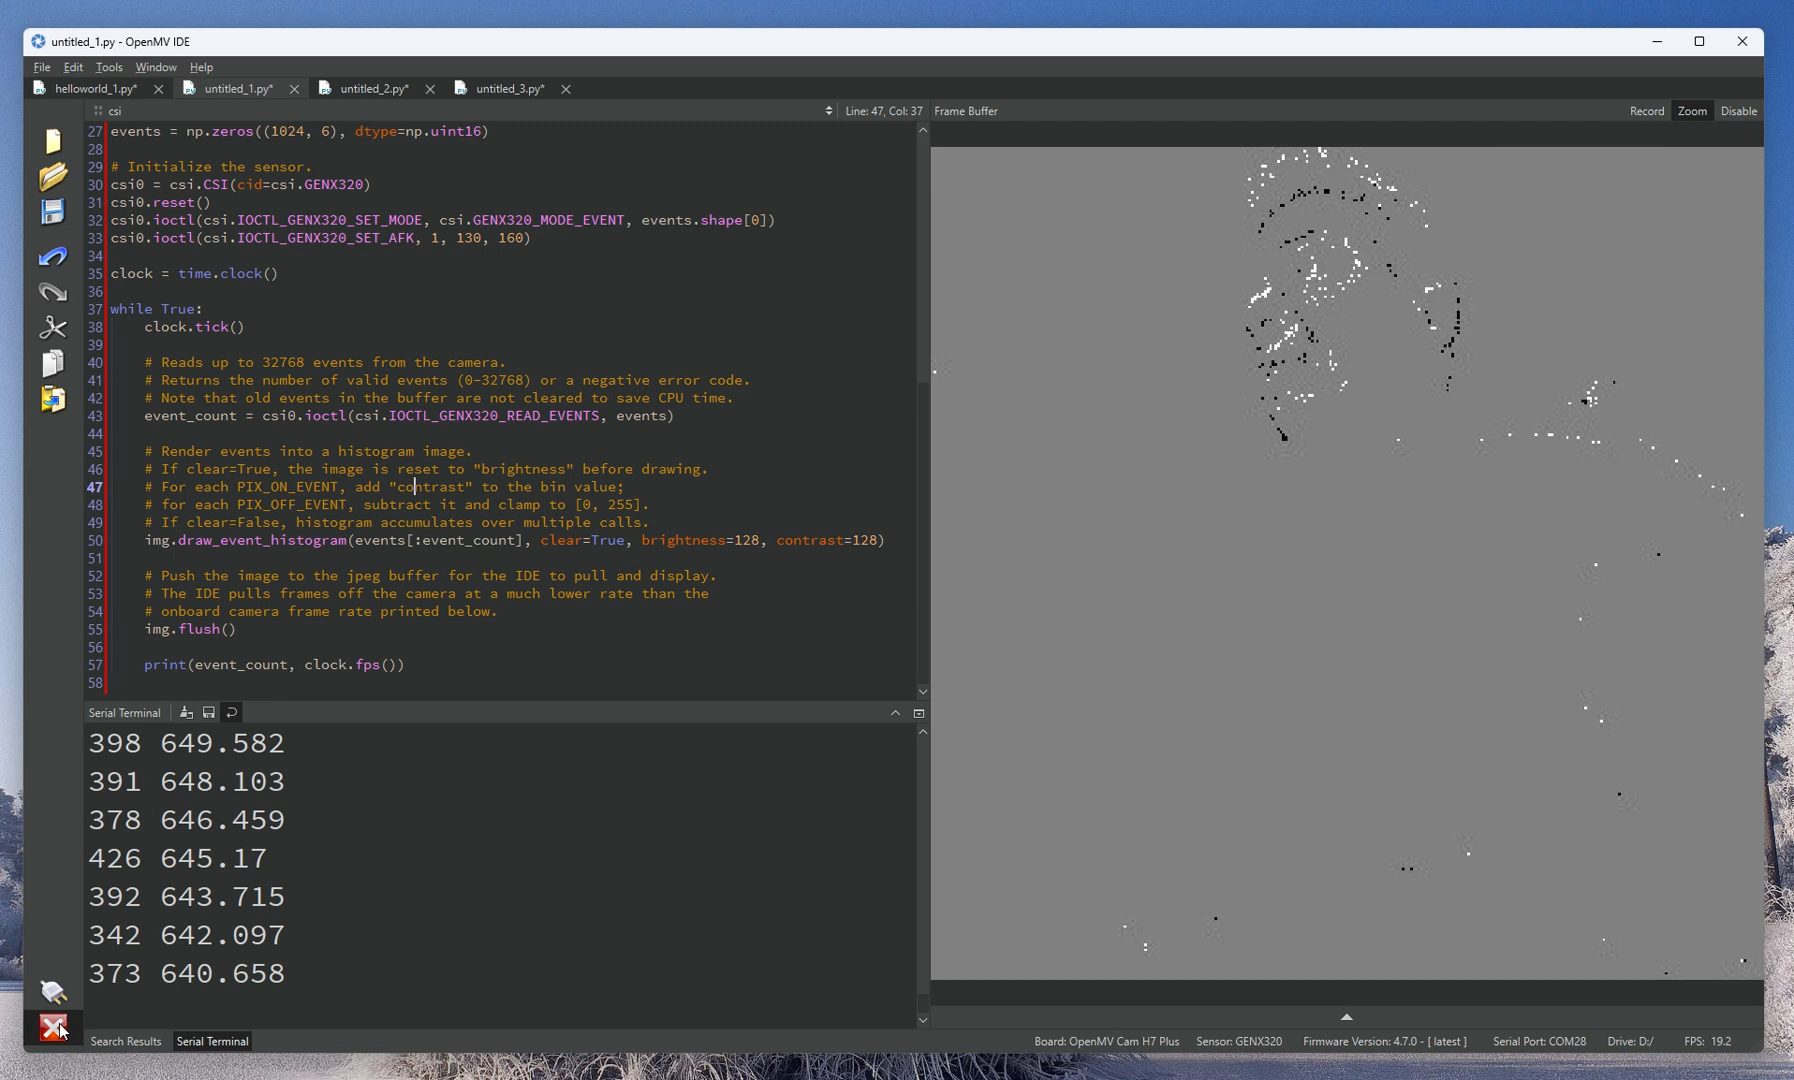 untitled_1.py - OpenMV IDE
File Edit Tools Window Help
helloworld_1.py* untitled_1.py* untitled_2.py* untitled_3.py*
csi Line: 47, Col: 37 Frame Buffer Record Zoom Disable
27 events = np.zeros((1024, 6), dtype=np.uint16)
28
29 # Initialize the sensor.
30 csi0 = csi.CSI(cid=csi.GENX320)
31 csi0.reset()
32 csi0.ioctl(csi.IOCTL_GENX320_SET_MODE, csi.GENX320_MODE_EVENT, events.shape[0])
33 csi0.ioctl(csi.IOCTL_GENX320_SET_AFK, 1, 130, 160)
34
35 clock = time.clock()
36
37 while True:
38 clock.tick()
39
40 # Reads up to 32768 events from the camera.
41 # Returns the number of valid events (0-32768) or a negative error code.
42 # Note that old events in the buffer are not cleared to save CPU time.
43 event_count = csi0.ioctl(csi.IOCTL_GENX320_READ_EVENTS, events)
44
45 # Render events into a histogram image.
46 # If clear=True, the image is reset to "brightness" before drawing.
47 # For each PIX_ON_EVENT, add "contrast" to the bin value;
48 # for each PIX_OFF_EVENT, subtract it and clamp to [0, 255].
49 # If clear=False, histogram accumulates over multiple calls.
50 img.draw_event_histogram(events[:event_count], clear=True, brightness=128, contrast=128)
51
52 # Push the image to the jpeg buffer for the IDE to pull and display.
53 # The IDE pulls frames off the camera at a much lower rate than the
54 # onboard camera frame rate printed below.
55 img.flush()
56
57 print(event_count, clock.fps())
58
Serial Terminal
398 649.582
391 648.103
378 646.459
426 645.17
392 643.715
342 642.097
373 640.658
Search Results Serial Terminal Board: OpenMV Cam H7 Plus Sensor: GENX320 Firmware Version: 4.7.0 - [ latest ] Serial Port: COM28 Drive: D:/ FPS: 19.2